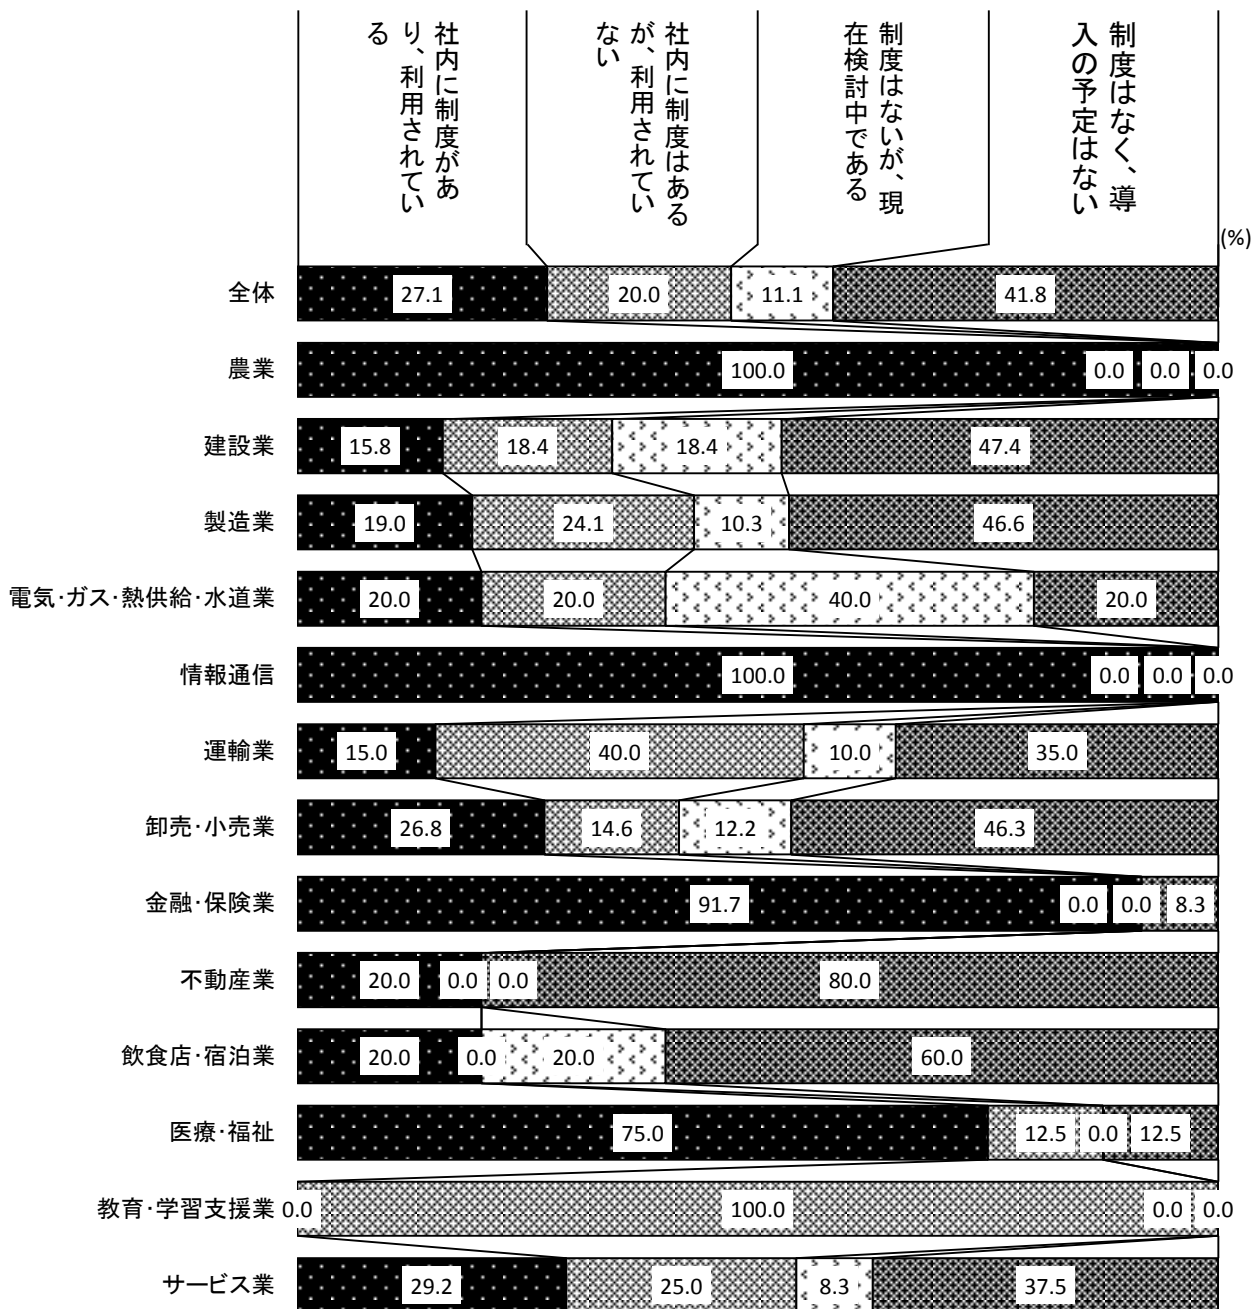 社内に制度があ
り、利用されてい
る
社内に制度はある
が、利用されてい
ない
制度はないが、現
在検討中である
制度はなく、導
入の予定はない
(%)
全体 27.1 20.0 11.1 41.8
農業 100.0 0.0 0.0 0.0
建設業 15.8 18.4 18.4 47.4
製造業 19.0 24.1 10.3 46.6
電気・ガス・熱供給・水道業 20.0 20.0 40.0 20.0
情報通信 100.0 0.0 0.0 0.0
運輸業 15.0 40.0 10.0 35.0
卸売・小売業 26.8 14.6 12.2 46.3
金融・保険業 91.7 0.0 0.0 8.3
不動産業 20.0 0.0 0.0 80.0
飲食店・宿泊業 20.0 0.0 20.0 60.0
医療・福祉 75.0 12.5 0.0 12.5
教育・学習支援業 0.0 100.0 0.0 0.0
サービス業 29.2 25.0 8.3 37.5